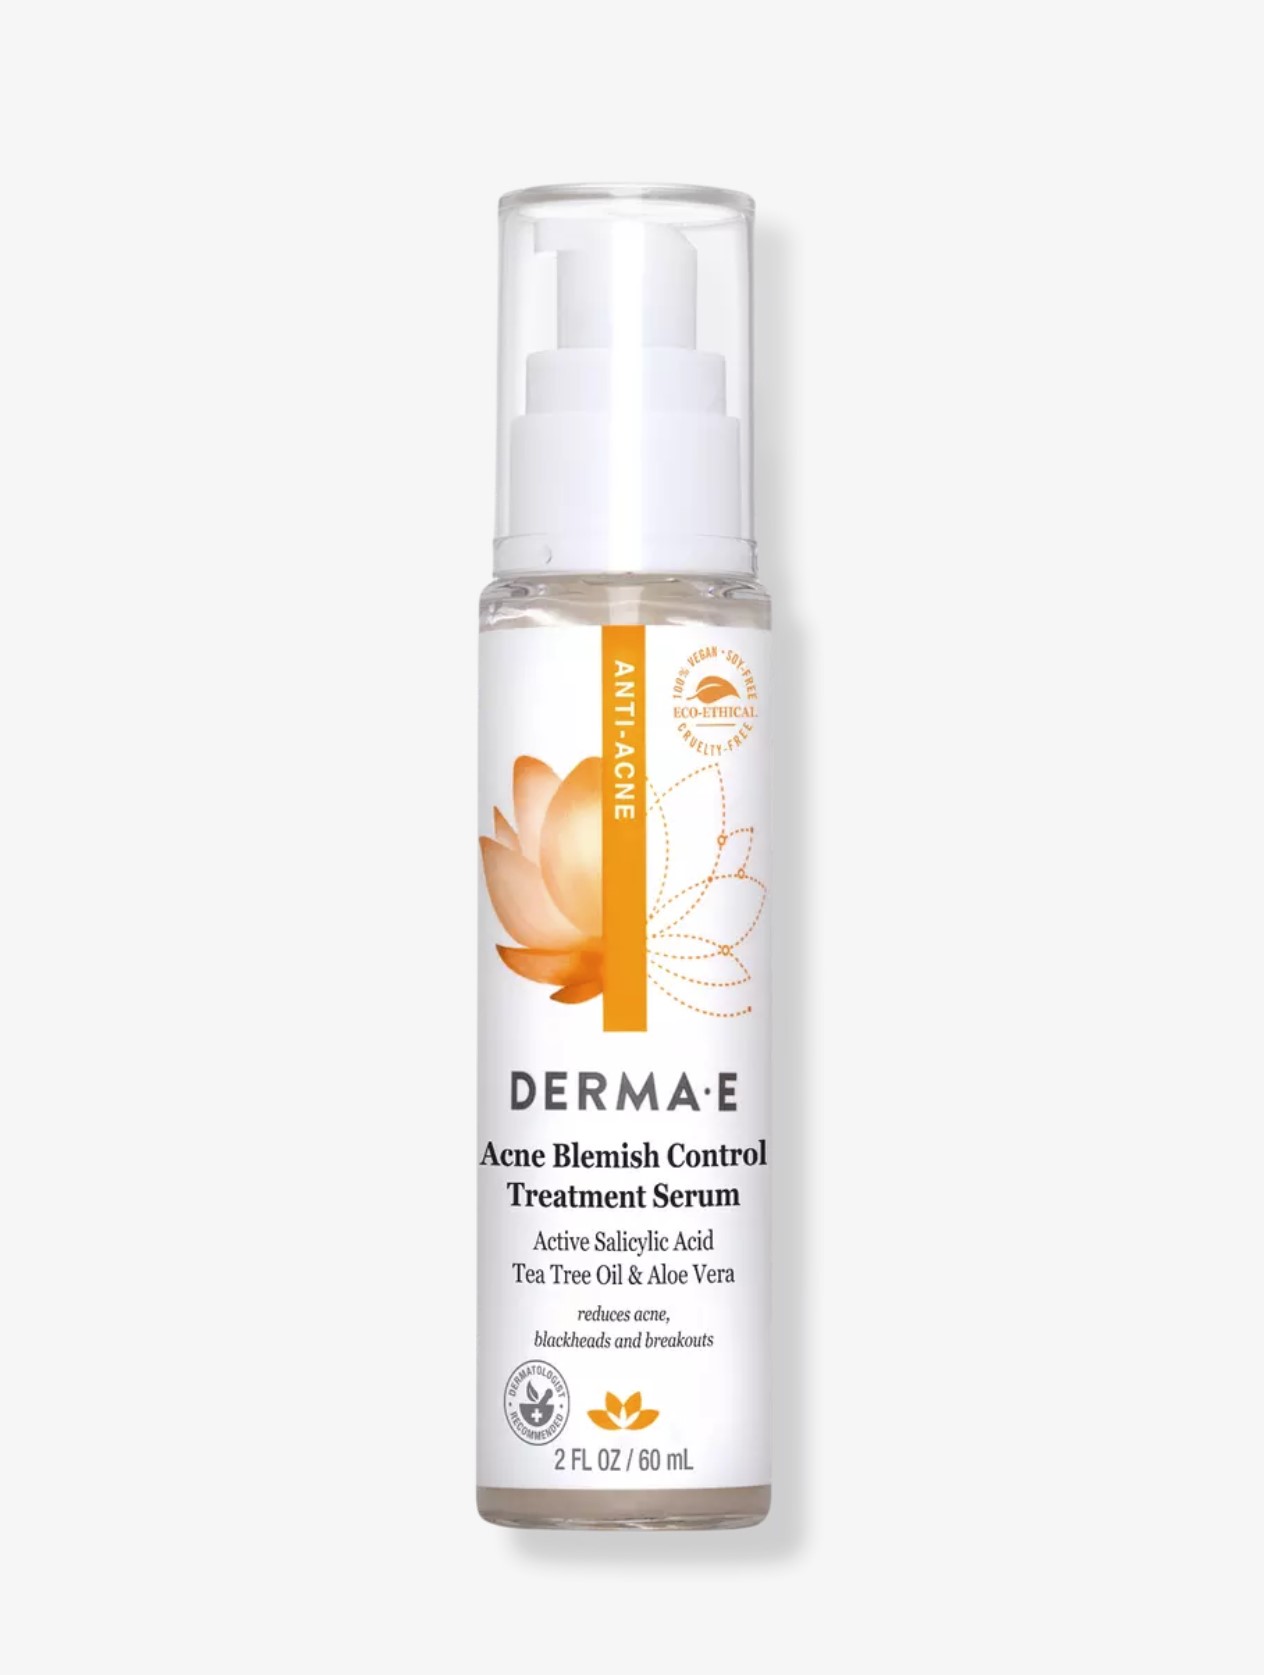 ANTI-ACNE
100% VEGAN • SOY-FREE
ECO-ETHICAL
CRUELTY-FREE
DERMA•E
Acne Blemish Control
Treatment Serum
Active Salicylic Acid
Tea Tree Oil & Aloe Vera
reduces acne,
blackheads and breakouts
• DERMATOLOGIST •
RECOMMENDED
2 FL OZ / 60 mL